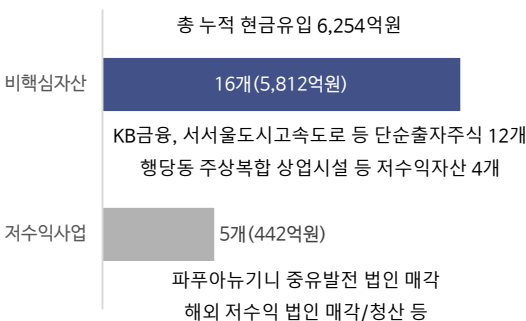 총 누적 현금유입 6,254억원
비핵심자산
16개(5,812억원)
KB금융, 서서울도시고속도로 등 단순출자주식 12개
행당동 주상복합 상업시설 등 저수익자산 4개
저수익사업
5개(442억원)
파푸아뉴기니 중유발전 법인 매각
해외 저수익 법인 매각/청산 등